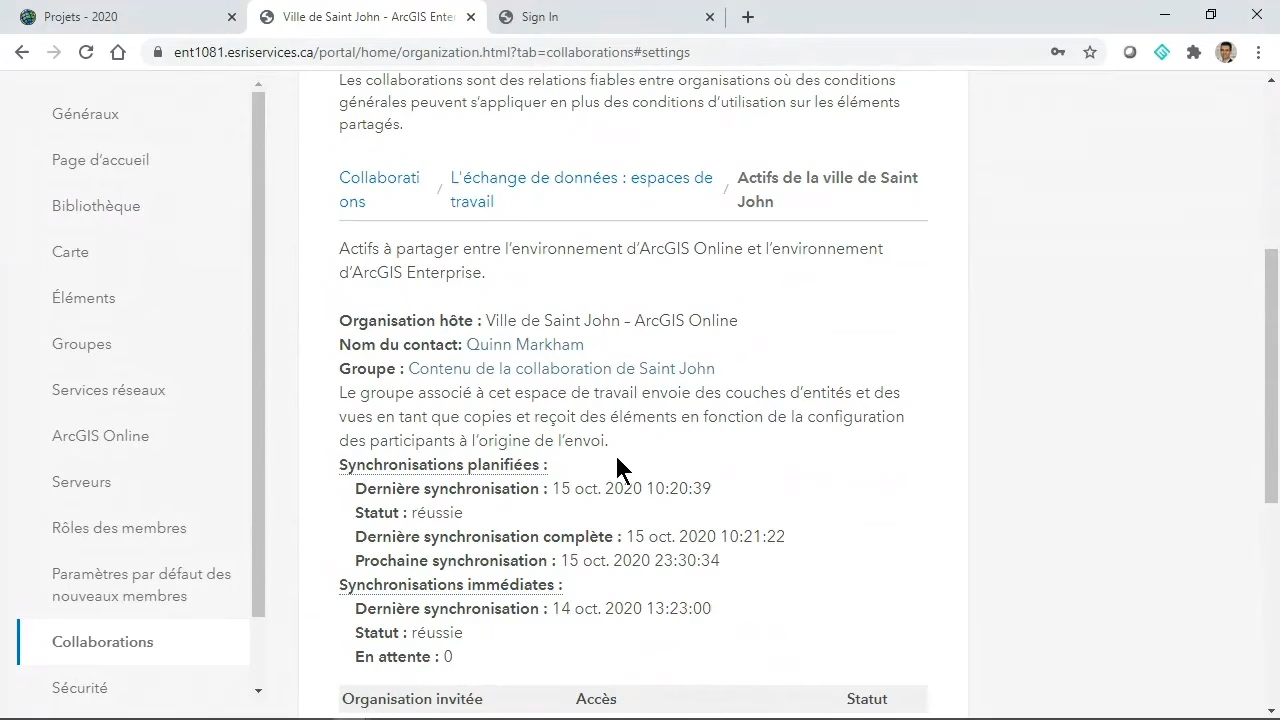 Projets - 2020
Ville de Saint John - ArcGIS Enter
Sign In
ent1081.esriservices.ca/portal/home/organization.html?tab=collaborations#settings
Généraux
Page d'accueil
Bibliothèque
Carte
Éléments
Groupes
Services réseaux
ArcGIS Online
Serveurs
Rôles des membres
Paramètres par défaut des
nouveaux membres
Collaborations
Sécurité
Les collaborations sont des relations fiables entre organisations où des conditions
générales peuvent s'appliquer en plus des conditions d'utilisation sur les éléments
partagés.
Collaborati
ons
/
L'échange de données : espaces de
travail
/
Actifs de la ville de Saint
John
Actifs à partager entre l'environnement d'ArcGIS Online et l'environnement
d'ArcGIS Enterprise.
Organisation hôte : Ville de Saint John – ArcGIS Online
Nom du contact: Quinn Markham
Groupe : Contenu de la collaboration de Saint John
Le groupe associé à cet espace de travail envoie des couches d'entités et des
vues en tant que copies et reçoit des éléments en fonction de la configuration
des participants à l'origine de l'envoi.
Synchronisations planifiées :
Dernière synchronisation : 15 oct. 2020 10:20:39
Statut : réussie
Dernière synchronisation complète : 15 oct. 2020 10:21:22
Prochaine synchronisation : 15 oct. 2020 23:30:34
Synchronisations immédiates :
Dernière synchronisation : 14 oct. 2020 13:23:00
Statut : réussie
En attente : 0
Organisation invitée Accès Statut